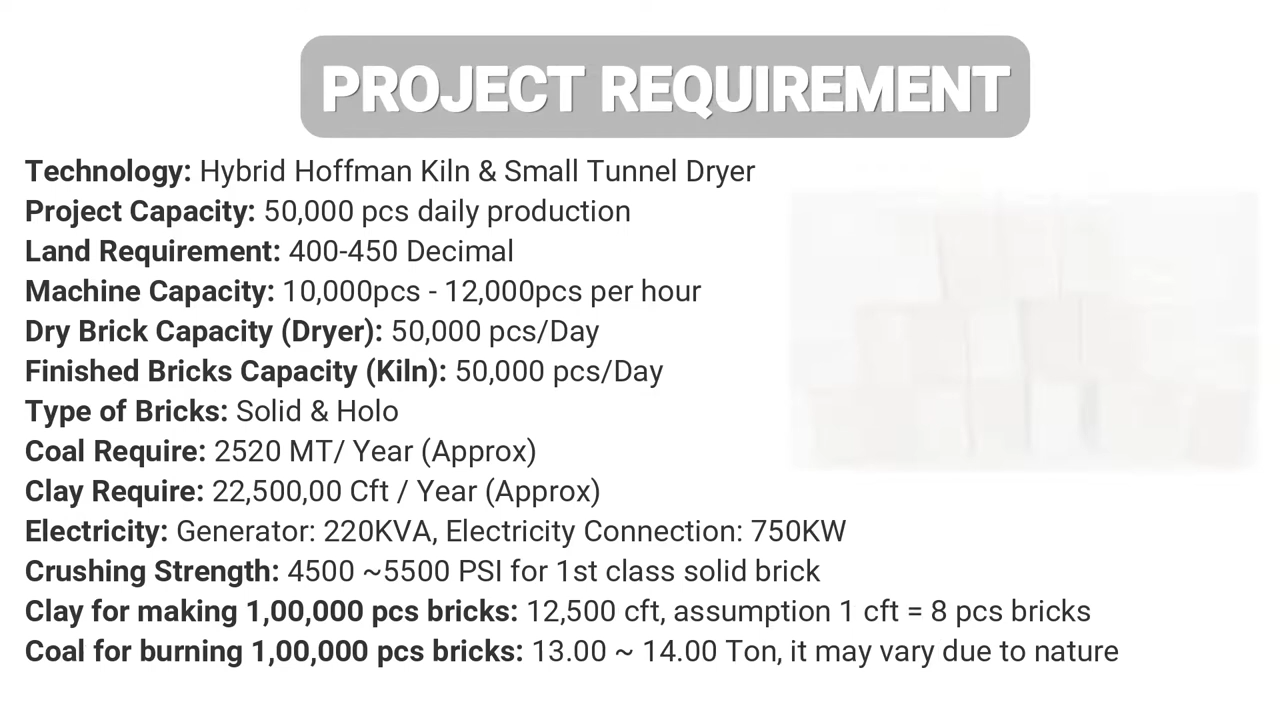 PROJECT REQUIREMENT
Technology: Hybrid Hoffman Kiln & Small Tunnel Dryer
Project Capacity: 50,000 pcs daily production
Land Requirement: 400-450 Decimal
Machine Capacity: 10,000pcs - 12,000pcs per hour
Dry Brick Capacity (Dryer): 50,000 pcs/Day
Finished Bricks Capacity (Kiln): 50,000 pcs/Day
Type of Bricks: Solid & Holo
Coal Require: 2520 MT/ Year (Approx)
Clay Require: 22,500,00 Cft / Year (Approx)
Electricity: Generator: 220KVA, Electricity Connection: 750KW
Crushing Strength: 4500 ~5500 PSI for 1st class solid brick
Clay for making 1,00,000 pcs bricks: 12,500 cft, assumption 1 cft = 8 pcs bricks
Coal for burning 1,00,000 pcs bricks: 13.00 ~ 14.00 Ton, it may vary due to nature